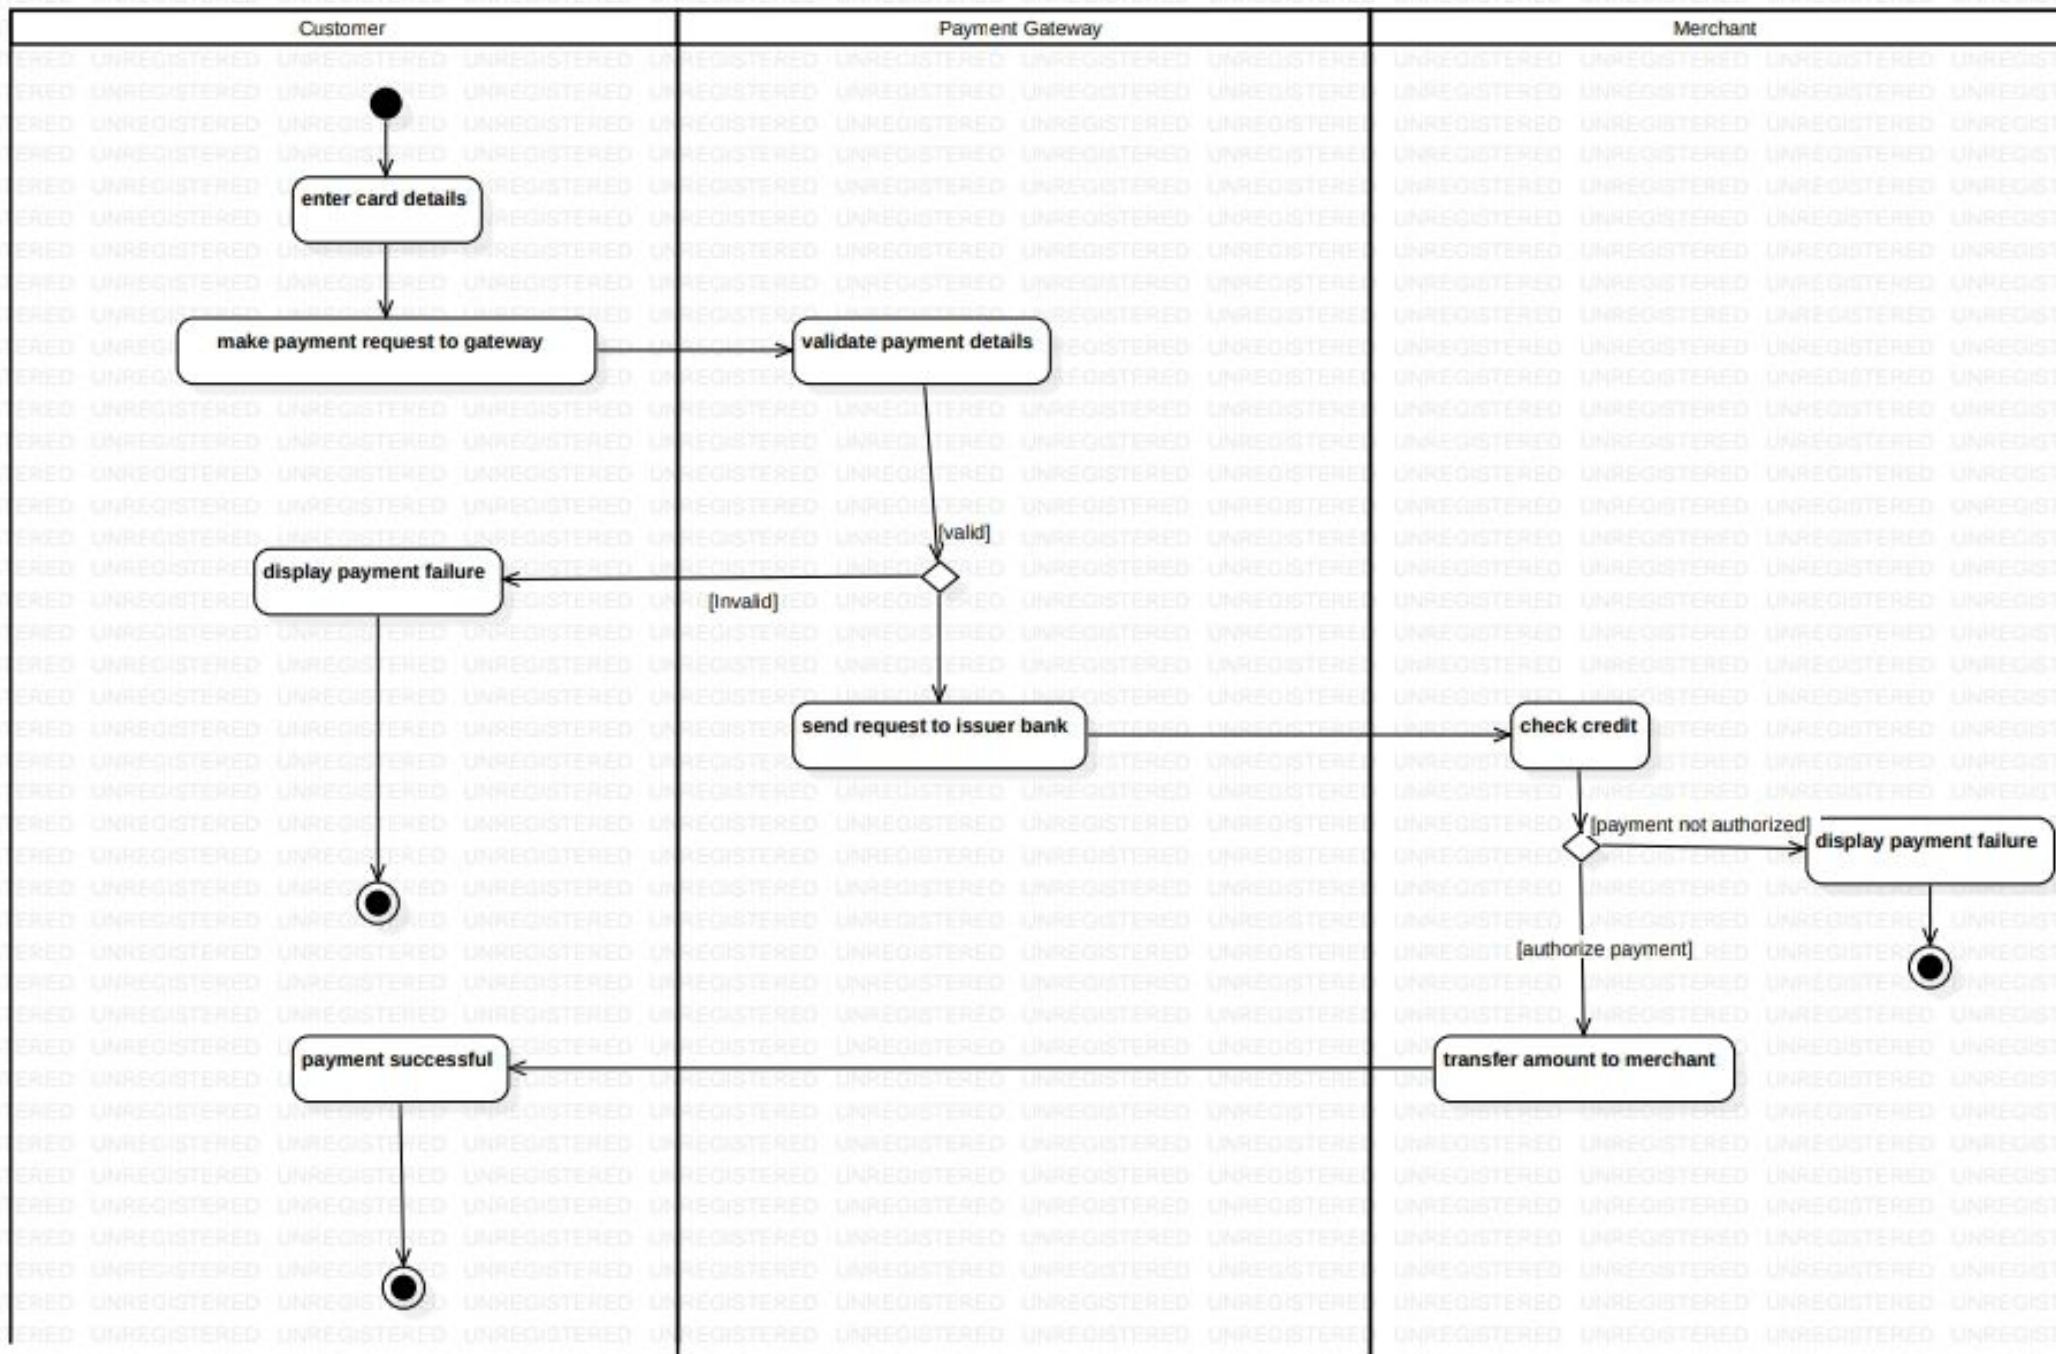 Customer
Payment Gateway
Merchant
enter card details
make payment request to gateway
validate payment details
[valid]
display payment failure
[Invalid]
send request to issuer bank
check credit
[payment not authorized]
display payment failure
[authorize payment]
payment successful
transfer amount to merchant
UNREGISTERED